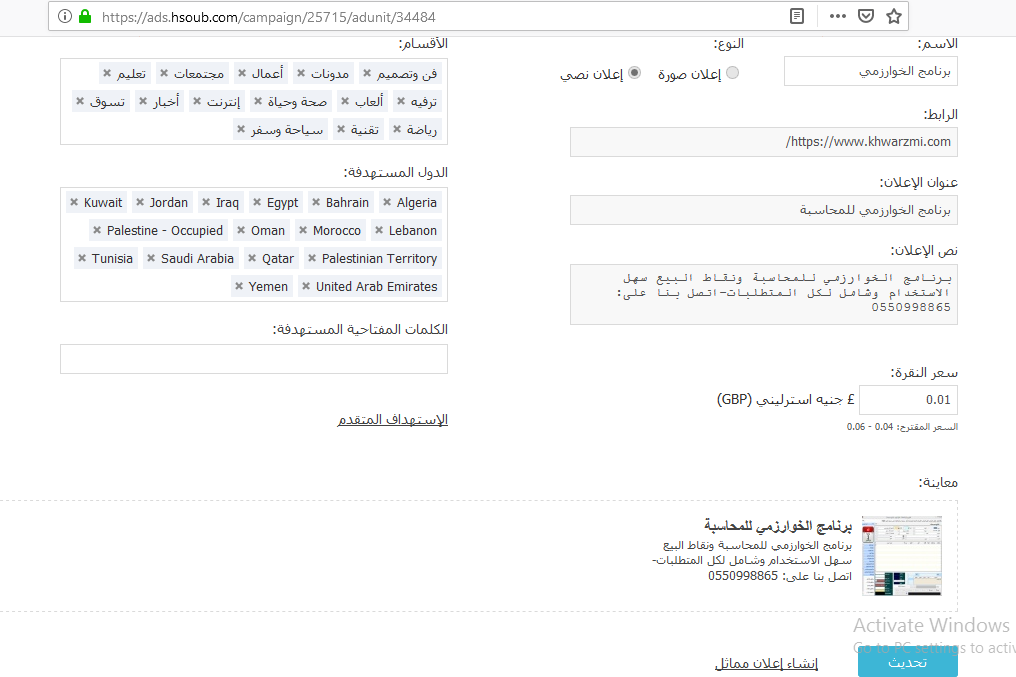 https://ads.hsoub.com/campaign/25715/adunit/34484
الاسم:
النوع:
برنامج الخوارزمي
إعلان صورة
إعلان نصي
الرابط:
https://www.khwarzmi.com/
عنوان الإعلان:
برنامج الخوارزمي للمحاسبة
نص الإعلان:
برنامج الخوارزمي للمحاسبة ونقاط البيع سهل
الاستخدام وشامل لكل المتطلبات-اتصل بنا على:
0550998865
سعر النقرة:
0.01 £ جنيه استرليني (GBP)
السعر المقترح: 0.04 - 0.06
الأقسام:
فن وتصميم × مدونات × أعمال × مجتمعات × تعليم ×
ترفيه × ألعاب × صحة وحياة × إنترنت × أخبار × تسوق ×
رياضة × تقنية × سياحة وسفر ×
الدول المستهدفة:
Algeria × Bahrain × Egypt × Iraq × Jordan × Kuwait ×
Lebanon × Morocco × Oman × Palestine - Occupied ×
Palestinian Territory × Qatar × Saudi Arabia × Tunisia ×
United Arab Emirates × Yemen ×
الكلمات المفتاحية المستهدفة:
الإستهداف المتقدم
معاينة:
برنامج الخوارزمي للمحاسبة
برنامج الخوارزمي للمحاسبة ونقاط البيع
سهل الاستخدام وشامل لكل المتطلبات-
اتصل بنا على: 0550998865
Activate Windows
Go to PC settings to activ
تحديث
إنشاء إعلان مماثل